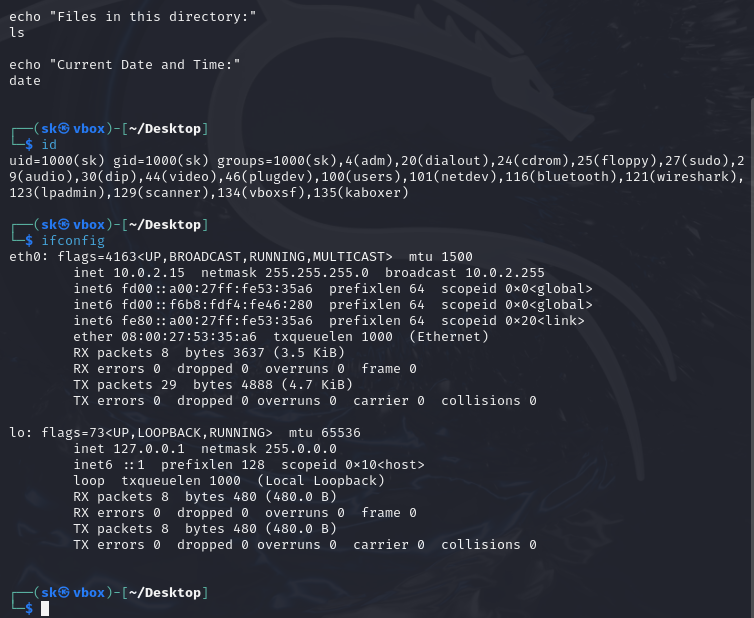 echo "Files in this directory:"
ls
echo "Current Date and Time:"
date
┌──(sk㉿vbox)-[~/Desktop]
└─$ id
uid=1000(sk) gid=1000(sk) groups=1000(sk),4(adm),20(dialout),24(cdrom),25(floppy),27(sudo),2
9(audio),30(dip),44(video),46(plugdev),100(users),101(netdev),116(bluetooth),121(wireshark),
123(lpadmin),129(scanner),134(vboxsf),135(kaboxer)
┌──(sk㉿vbox)-[~/Desktop]
└─$ ifconfig
eth0: flags=4163<UP,BROADCAST,RUNNING,MULTICAST>  mtu 1500
        inet 10.0.2.15  netmask 255.255.255.0  broadcast 10.0.2.255
        inet6 fd00::a00:27ff:fe53:35a6  prefixlen 64  scopeid 0×0<global>
        inet6 fd00::f6b8:fdf4:fe46:280  prefixlen 64  scopeid 0×0<global>
        inet6 fe80::a00:27ff:fe53:35a6  prefixlen 64  scopeid 0×20<link>
        ether 08:00:27:53:35:a6  txqueuelen 1000  (Ethernet)
        RX packets 8  bytes 3637 (3.5 KiB)
        RX errors 0  dropped 0  overruns 0  frame 0
        TX packets 29  bytes 4888 (4.7 KiB)
        TX errors 0  dropped 0 overruns 0  carrier 0  collisions 0
lo: flags=73<UP,LOOPBACK,RUNNING>  mtu 65536
        inet 127.0.0.1  netmask 255.0.0.0
        inet6 ::1  prefixlen 128  scopeid 0×10<host>
        loop  txqueuelen 1000  (Local Loopback)
        RX packets 8  bytes 480 (480.0 B)
        RX errors 0  dropped 0  overruns 0  frame 0
        TX packets 8  bytes 480 (480.0 B)
        TX errors 0  dropped 0 overruns 0  carrier 0  collisions 0
┌──(sk㉿vbox)-[~/Desktop]
└─$